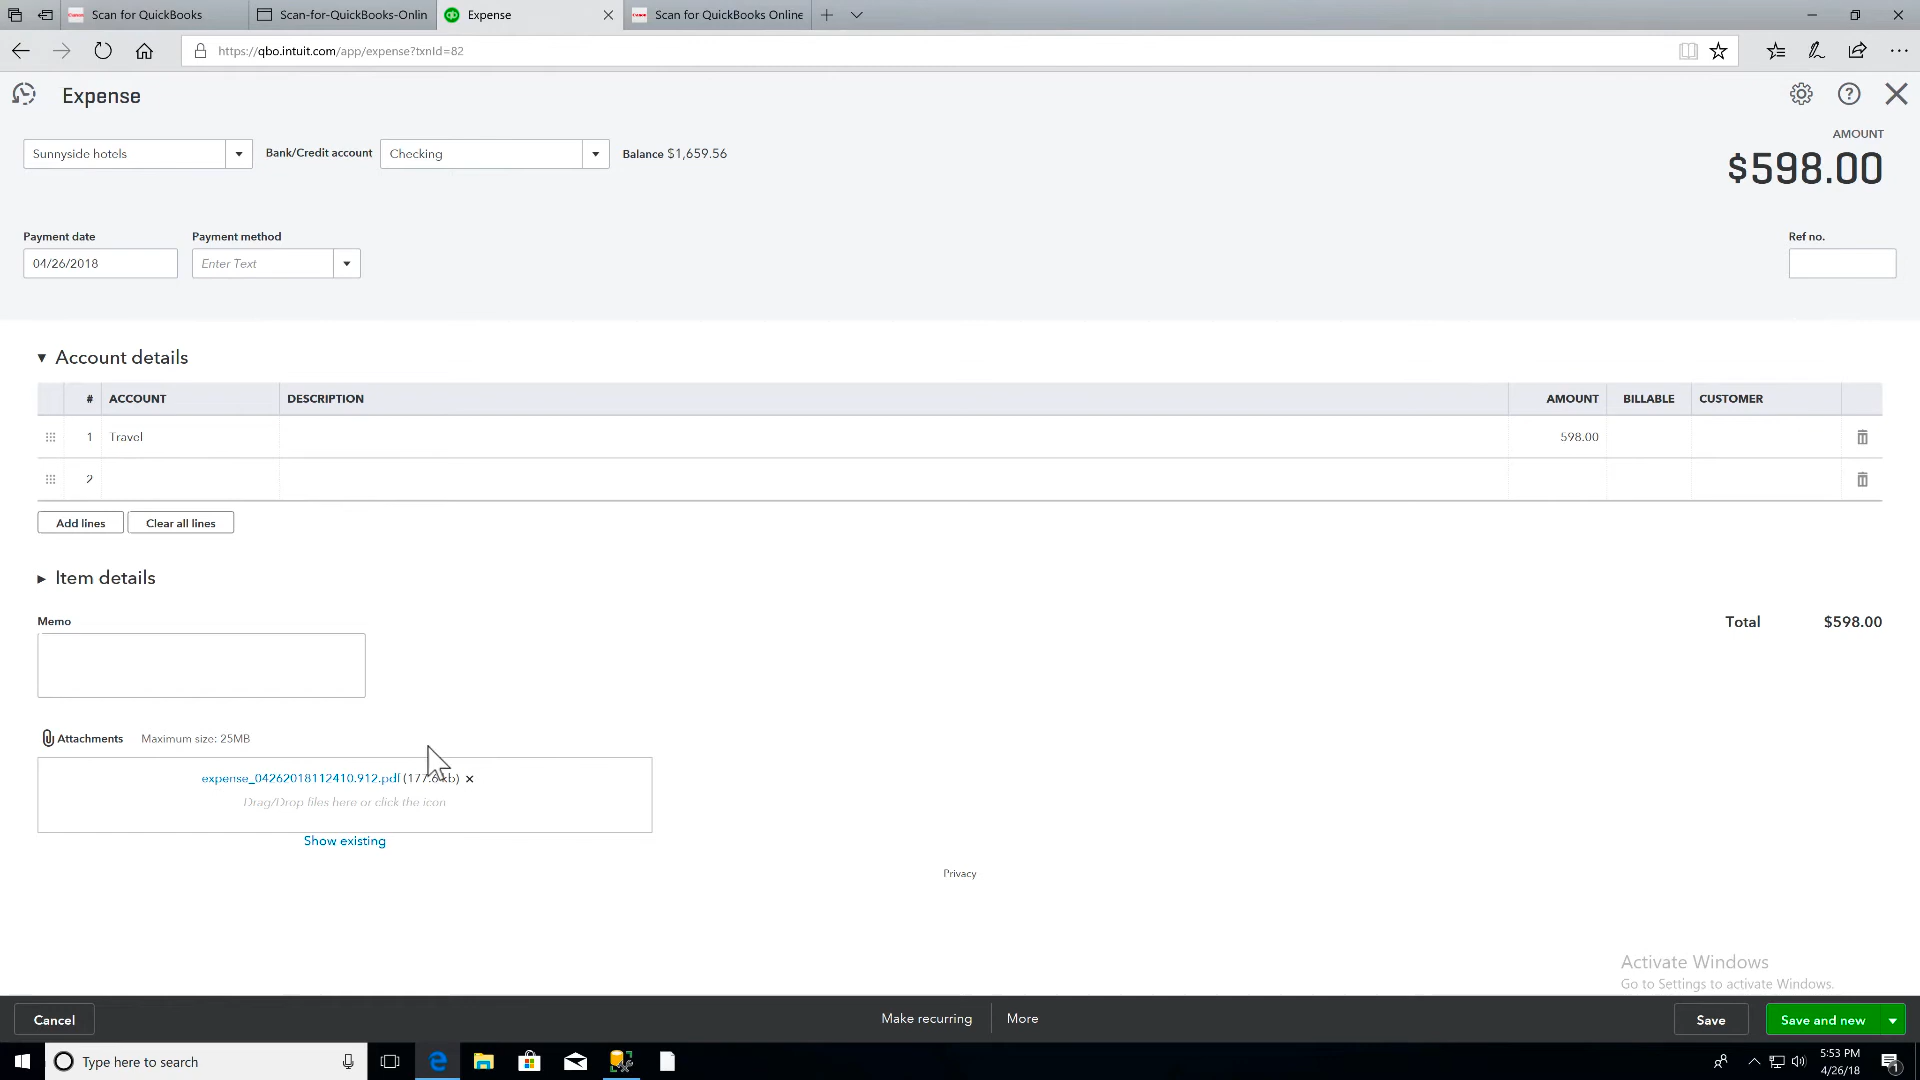 Scan for QuickBooks
Scan-for-QuickBooks-Onlin
Expense
Scan for QuickBooks Online
https://qbo.intuit.com/app/expense?txnId=82
Expense
AMOUNT
$598.00
Sunnyside hotels
Bank/Credit account
Checking
Balance $1,659.56
Payment date
Payment method
Ref no.
04/26/2018
Enter Text
Account details
# ACCOUNT DESCRIPTION AMOUNT BILLABLE CUSTOMER
1 Travel 598.00
2
Add lines
Clear all lines
Item details
Memo
Total $598.00
Attachments Maximum size: 25MB
expense_04262018112410.912.pdf
Drag/Drop files here or click the icon
Show existing
Privacy
Activate Windows
Go to Settings to activate Windows.
Cancel
Make recurring
More
Save
Save and new
Type here to search
5:53 PM
4/26/18
1